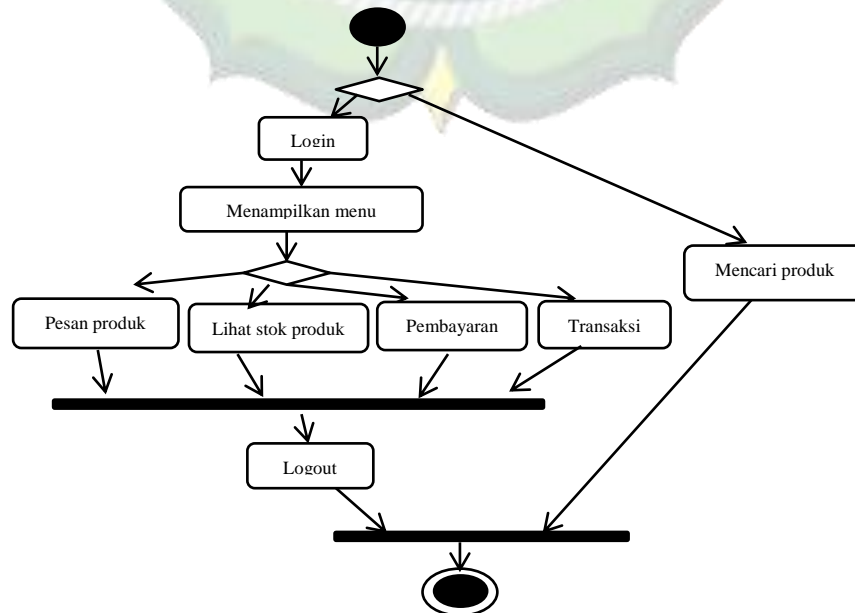 Login
Menampilkan menu
Mencari produk
Pesan produk
Lihat stok produk
Pembayaran
Transaksi
Logout